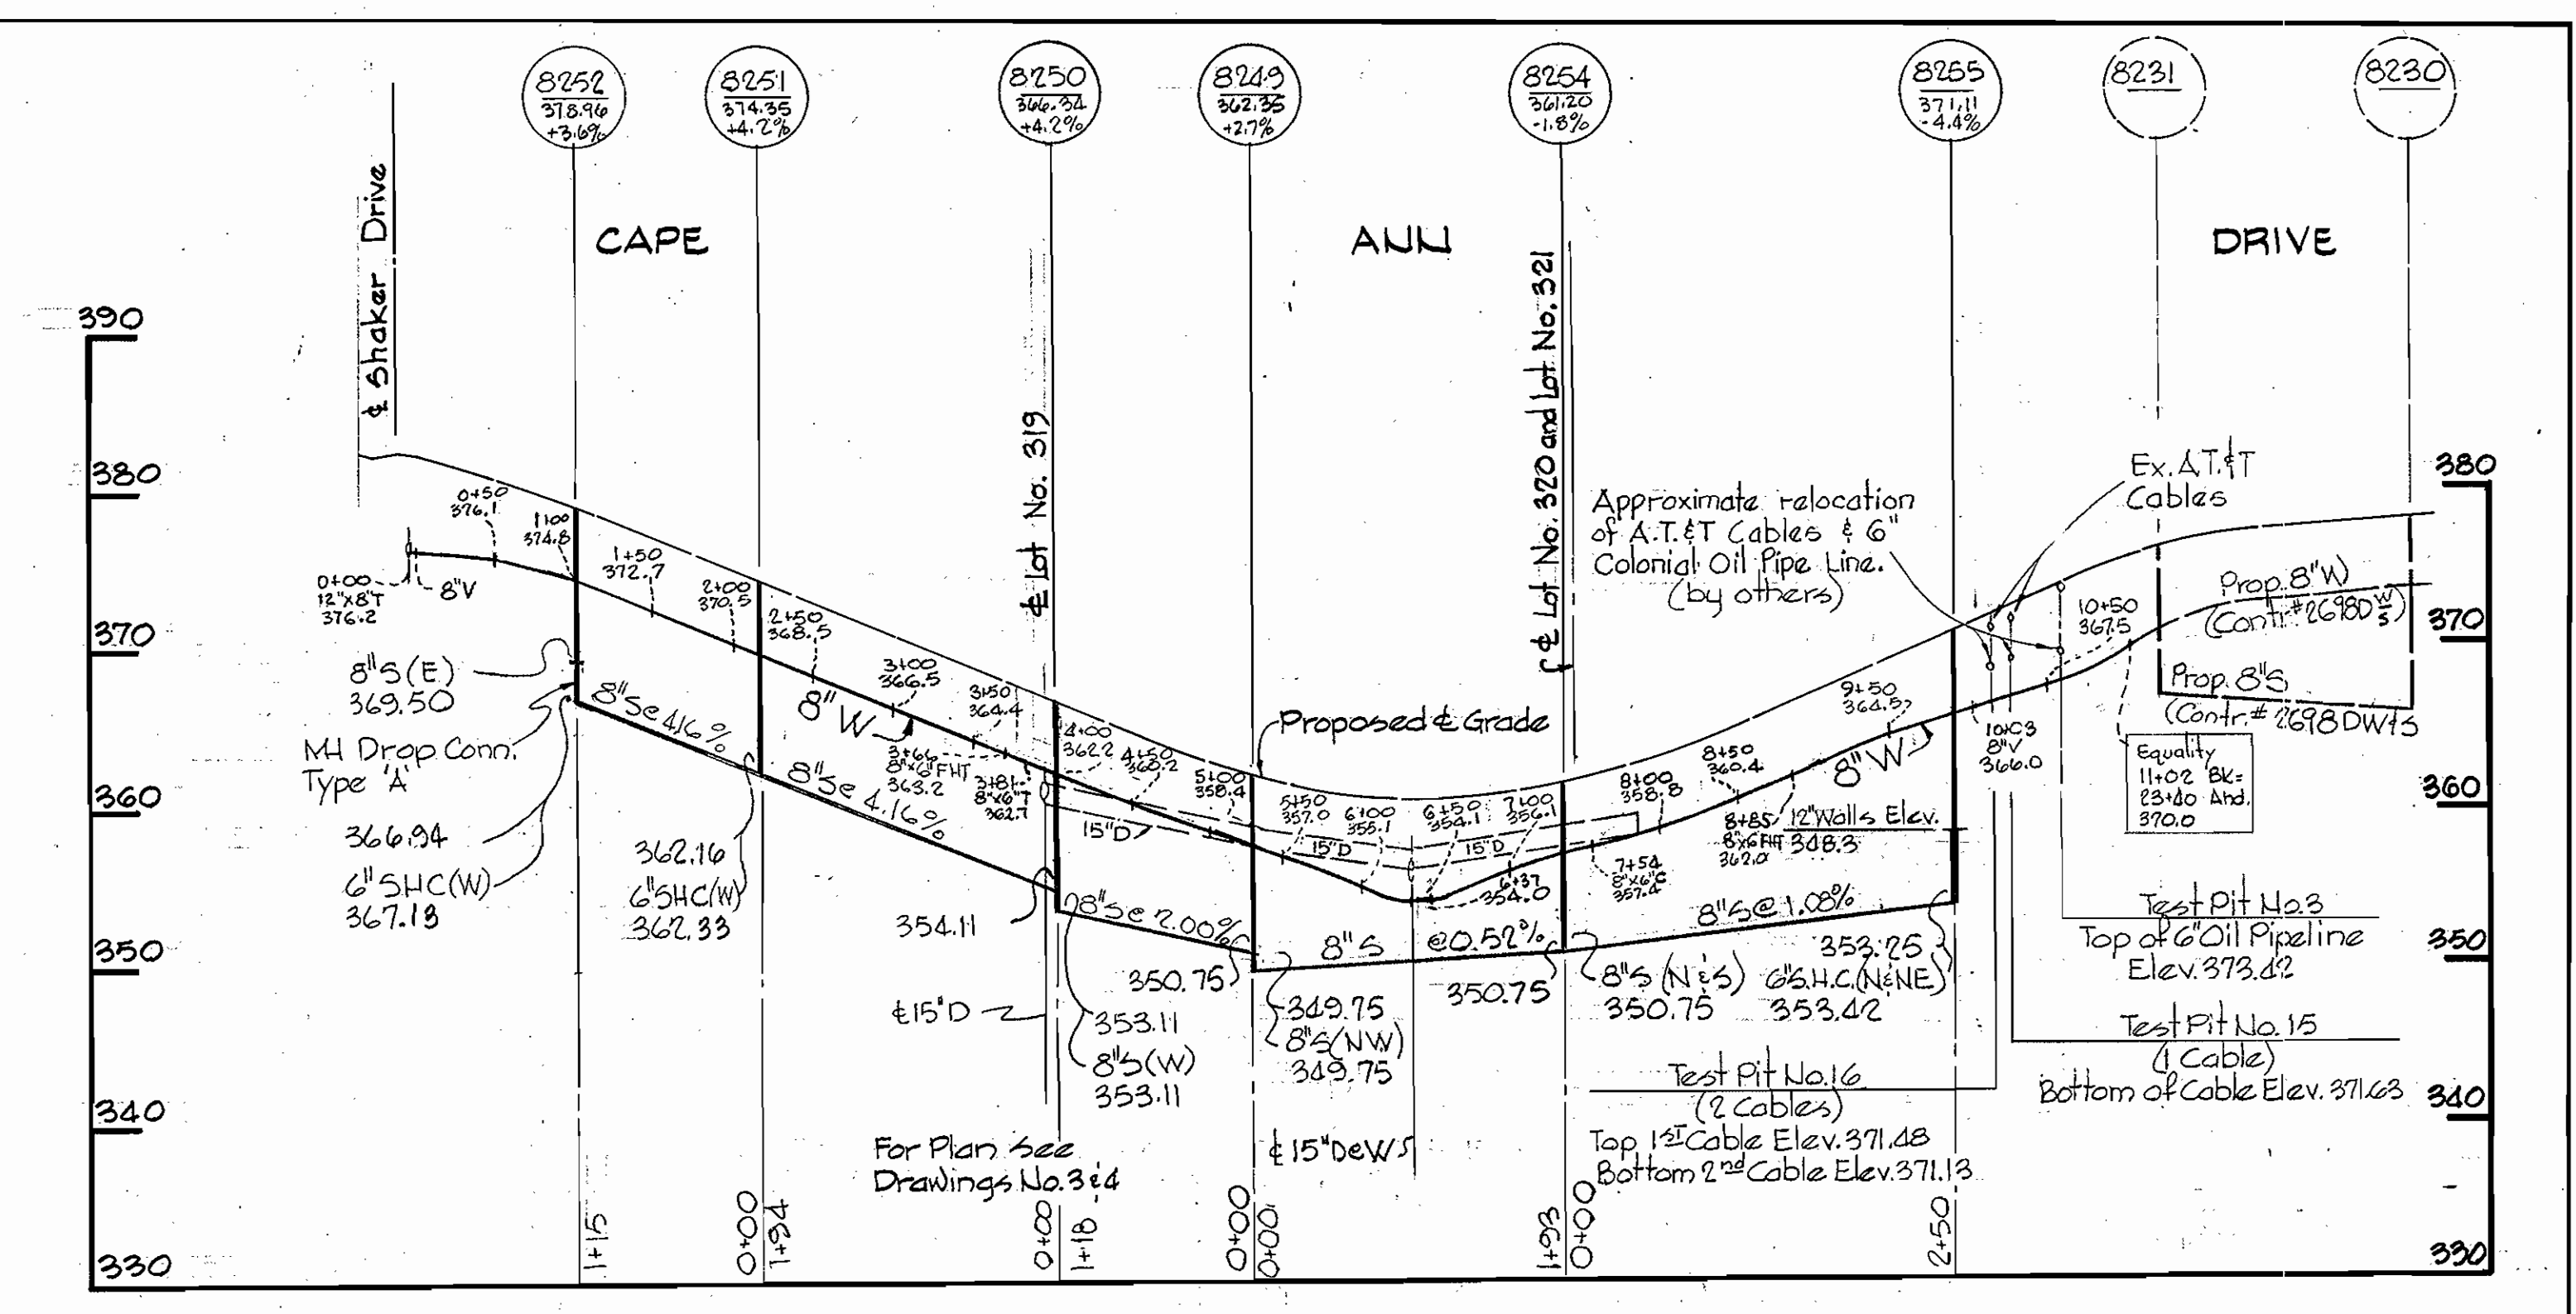 8252
378.96
+3.6%
8251
374.35
+4.2%
8250
366.34
+4.2%
8249
362.35
+2.7%
8254
361.20
-1.8%
8255
371.11
-4.4%
8231
8230
℄ Shaker Drive
CAPE
ANN
DRIVE
℄ Lot No. 319
℄ Lot No. 320 and Lot No. 321
390
380
370
360
350
340
330
380
370
360
350
340
330
0+00
12"x8"T
376.2
8"V
0+50
376.1
1+00
374.8
1+50
372.7
2+00
370.5
2+50
368.5
3+00
366.5
3+50
364.4
3+66
8"x6"FHT
363.2
3+81
8"x6"T
362.7
4+00
362.2
4+50
360.2
5+00
358.4
5+50
357.0
6+00
355.1
6+50
354.1
7+00
356.1
6+37
354.0
7+54
8"x6"C
357.4
8+00
358.8
8+50
360.4
8+85
8"x6"FHT
362.0
9+50
364.5
10+03
8"V
366.0
10+50
367.5
8"S(E)
369.50
MH Drop Conn.
Type 'A'
366.94
6"SHC(W)
367.13
8"S@4.16%
8"S@ 4.16%
8"W
362.16
6"SHC(W)
362.33
354.11
℄15"D
15"D
15"D
15"D
8"S@ 2.00%
353.11
8"S(W)
353.11
350.75
349.75
8"S(NW)
349.75
8"S @0.52%
350.75
8"S (N&S)
350.75
8"S@1.08%
353.25
6"S.H.C.(N&NE)
353.42
Proposed ℄ Grade
8"W
12"Walls Elev.
348.3
Approximate relocation
of A.T.&T Cables & 6"
Colonial Oil Pipe Line.
(by others)
Ex. A.T.&T
Cables
Prop. 8"W
(Contr.#2698D W/S)
Prop. 8"S
(Contr.# 2698DW&S
Equality
11+02 BK=
23+40 Ahd.
370.0
Test Pit No.3
Top of 6"Oil Pipeline
Elev. 373.42
Test Pit No. 15
(1 Cable)
Bottom of Cable Elev. 371.63
Test Pit No.16
(2 Cables)
Top 1ST Cable Elev. 371.48
Bottom 2nd Cable Elev. 371.13
℄15"D@WS
For Plan See
Drawings No. 3&4
1+15
0+00
1+94
0+00
1+18
0+00
0+00
1+93
0+00
2+50